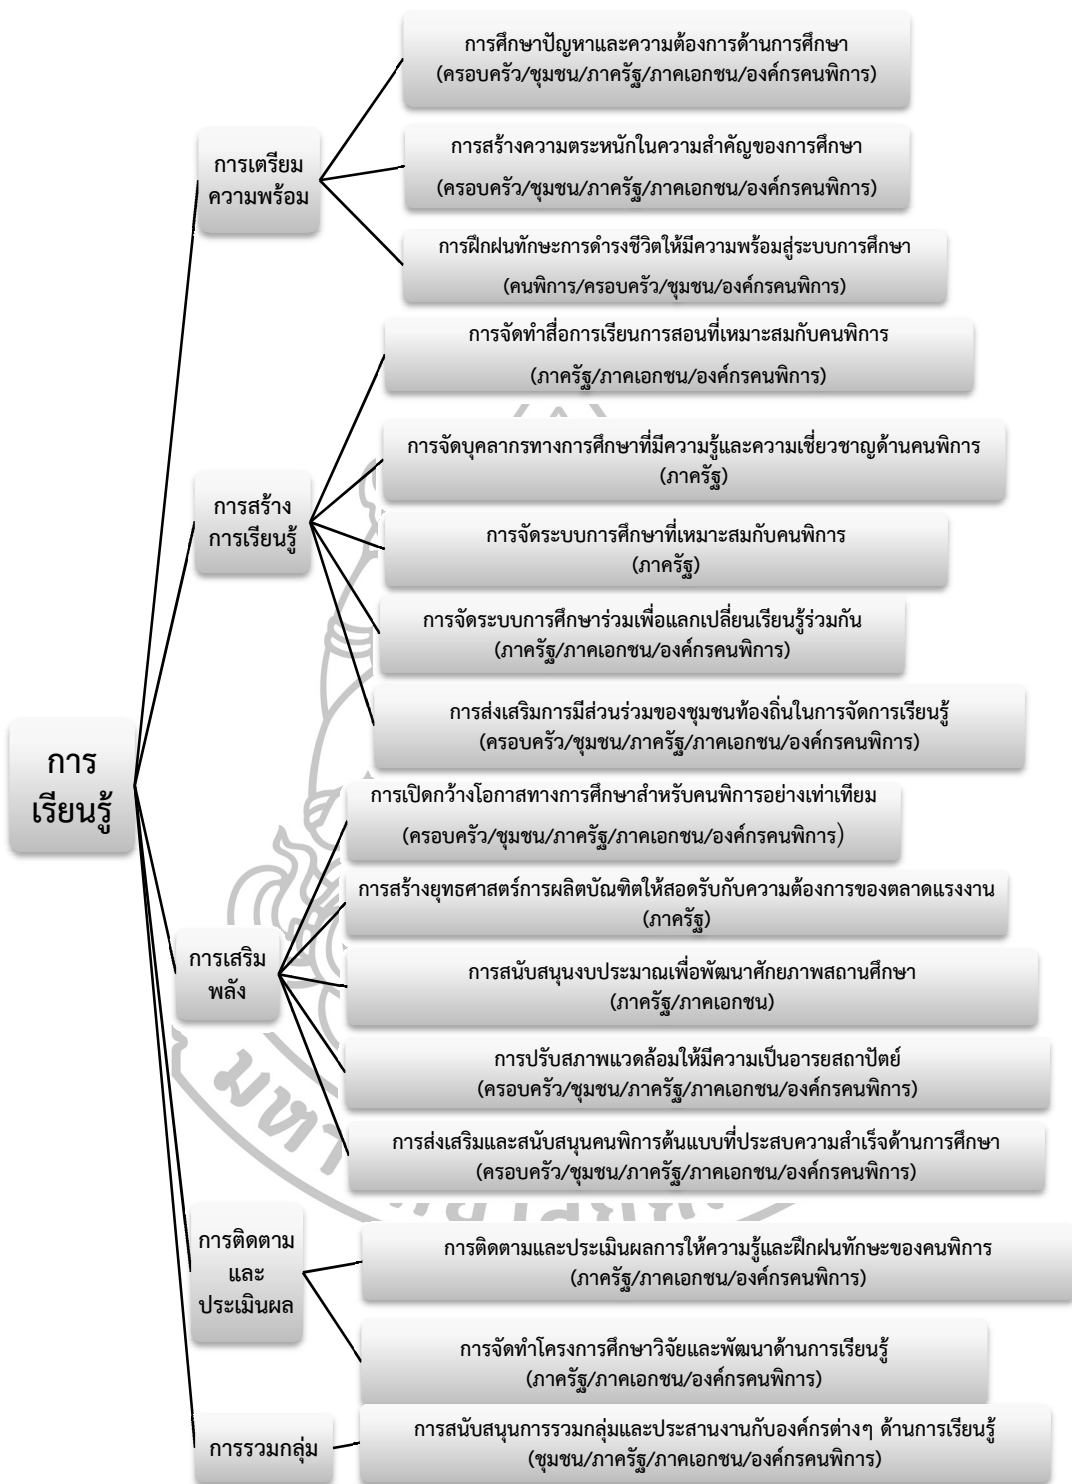 การ
เรียนรู้
การเตรียม
ความพร้อม
การศึกษาปัญหาและความต้องการด้านการศึกษา
(ครอบครัว/ชุมชน/ภาครัฐ/ภาคเอกชน/องค์กรคนพิการ)
การสร้างความตระหนักในความสำคัญของการศึกษา
(ครอบครัว/ชุมชน/ภาครัฐ/ภาคเอกชน/องค์กรคนพิการ)
การฝึกฝนทักษะการดำรงชีวิตให้มีความพร้อมสู่ระบบการศึกษา
(คนพิการ/ครอบครัว/ชุมชน/องค์กรคนพิการ)
การสร้าง
การเรียนรู้
การจัดทำสื่อการเรียนการสอนที่เหมาะสมกับคนพิการ
(ภาครัฐ/ภาคเอกชน/องค์กรคนพิการ)
การจัดบุคลากรทางการศึกษาที่มีความรู้และความเชี่ยวชาญด้านคนพิการ
(ภาครัฐ)
การจัดระบบการศึกษาที่เหมาะสมกับคนพิการ
(ภาครัฐ)
การจัดระบบการศึกษาร่วมเพื่อแลกเปลี่ยนเรียนรู้ร่วมกัน
(ภาครัฐ/ภาคเอกชน/องค์กรคนพิการ)
การส่งเสริมการมีส่วนร่วมของชุมชนท้องถิ่นในการจัดการเรียนรู้
(ครอบครัว/ชุมชน/ภาครัฐ/ภาคเอกชน/องค์กรคนพิการ)
การเสริม
พลัง
การเปิดกว้างโอกาสทางการศึกษาสำหรับคนพิการอย่างเท่าเทียม
(ครอบครัว/ชุมชน/ภาครัฐ/ภาคเอกชน/องค์กรคนพิการ)
การสร้างยุทธศาสตร์การผลิตบัณฑิตให้สอดรับกับความต้องการของตลาดแรงงาน
(ภาครัฐ)
การสนับสนุนงบประมาณเพื่อพัฒนาศักยภาพสถานศึกษา
(ภาครัฐ/ภาคเอกชน)
การปรับสภาพแวดล้อมให้มีความเป็นอารยสถาปัตย์
(ครอบครัว/ชุมชน/ภาครัฐ/ภาคเอกชน/องค์กรคนพิการ)
การส่งเสริมและสนับสนุนคนพิการต้นแบบที่ประสบความสำเร็จด้านการศึกษา
(ครอบครัว/ชุมชน/ภาครัฐ/ภาคเอกชน/องค์กรคนพิการ)
การติดตาม
และ
ประเมินผล
การติดตามและประเมินผลการให้ความรู้และฝึกฝนทักษะของคนพิการ
(ภาครัฐ/ภาคเอกชน/องค์กรคนพิการ)
การจัดทำโครงการศึกษาวิจัยและพัฒนาด้านการเรียนรู้
(ภาครัฐ/ภาคเอกชน/องค์กรคนพิการ)
การรวมกลุ่ม
การสนับสนุนการรวมกลุ่มและประสานงานกับองค์กรต่างๆ ด้านการเรียนรู้
(ชุมชน/ภาครัฐ/ภาคเอกชน/องค์กรคนพิการ)